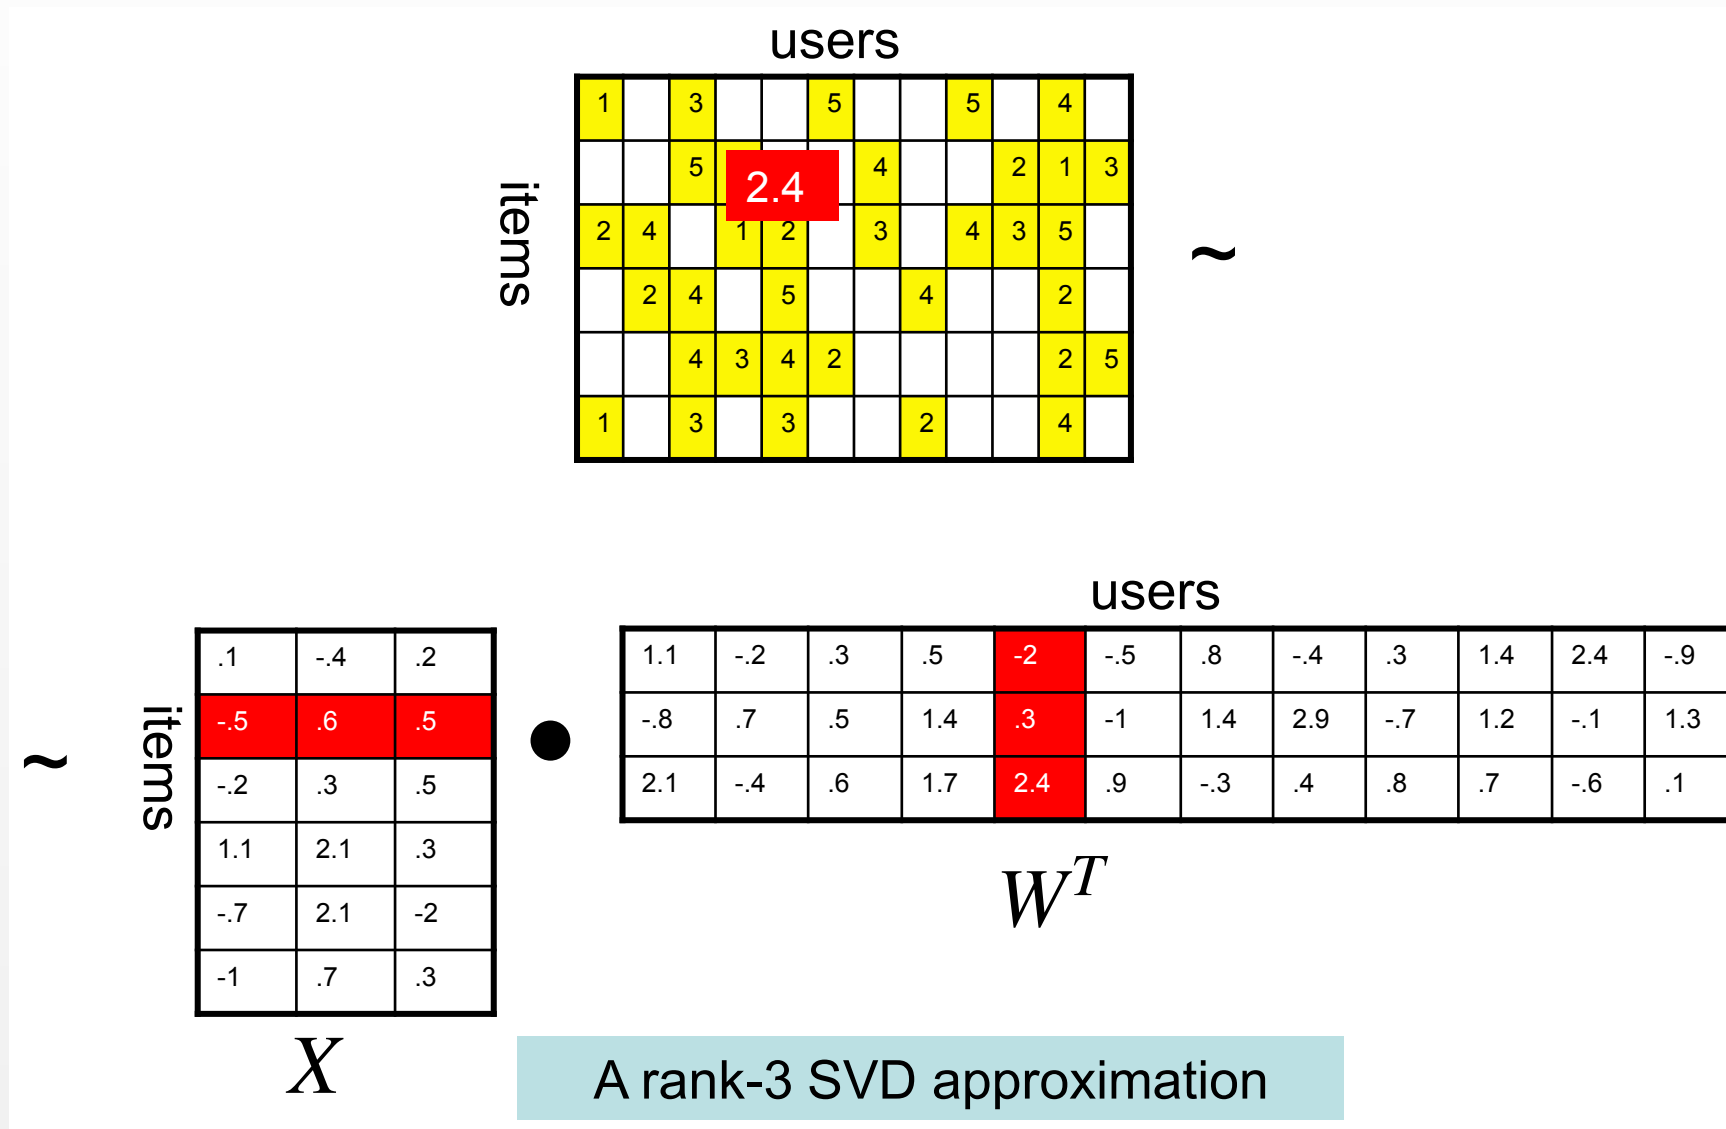 users
items
1 3 5 5 4
5 4 2 1 3
2.4
2 4 1 2 3 4 3 5
2 4 5 4 2
4 3 4 2 2 5
1 3 3 2 4
~
users
~
items
.1 -.4 .2
-.5 .6 .5
-.2 .3 .5
1.1 2.1 .3
-.7 2.1 -2
-1 .7 .3
X
●
1.1 -.2 .3 .5 -2 -.5 .8 -.4 .3 1.4 2.4 -.9
-.8 .7 .5 1.4 .3 -1 1.4 2.9 -.7 1.2 -.1 1.3
2.1 -.4 .6 1.7 2.4 .9 -.3 .4 .8 .7 -.6 .1
W^T
A rank-3 SVD approximation